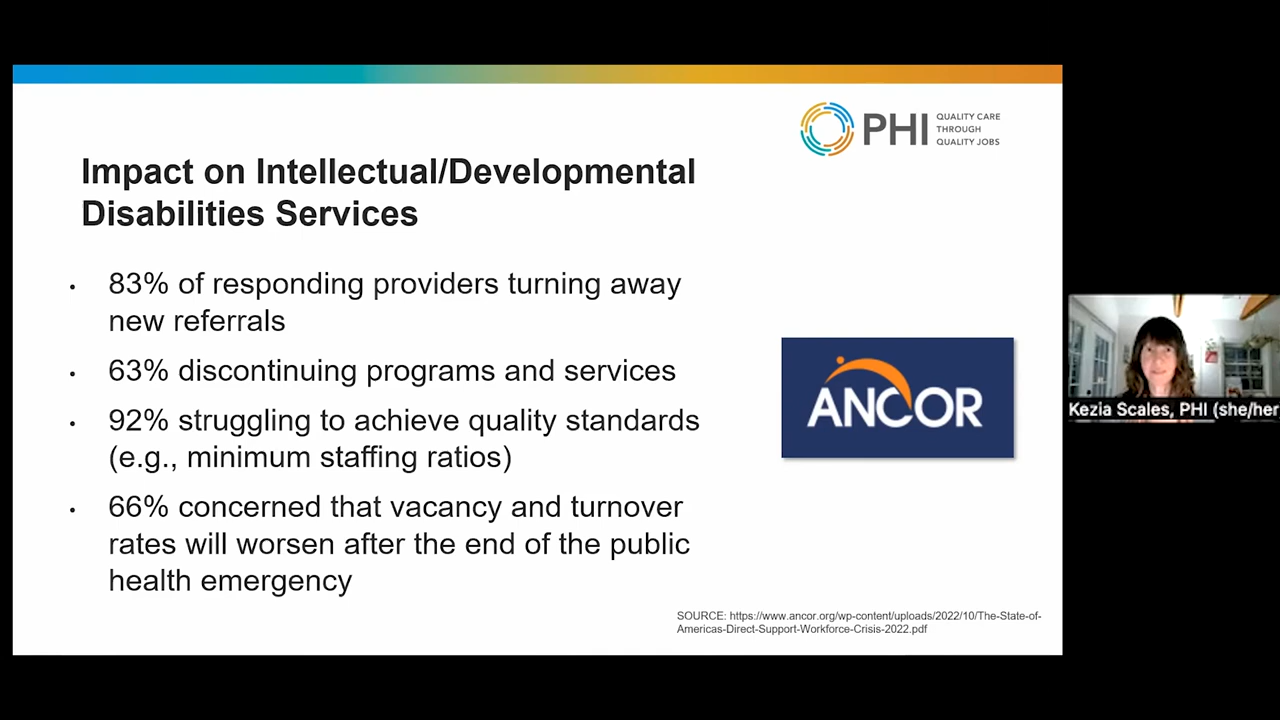 PHI
QUALITY CARE
THROUGH
QUALITY JOBS
Impact on Intellectual/Developmental
Disabilities Services
• 83% of responding providers turning away
new referrals
• 63% discontinuing programs and services
• 92% struggling to achieve quality standards
(e.g., minimum staffing ratios)
• 66% concerned that vacancy and turnover
rates will worsen after the end of the public
health emergency
ANCOR
Kezia Scales, PHI (she/her
SOURCE: https://www.ancor.org/wp-content/uploads/2022/10/The-State-of-
Americas-Direct-Support-Workforce-Crisis-2022.pdf